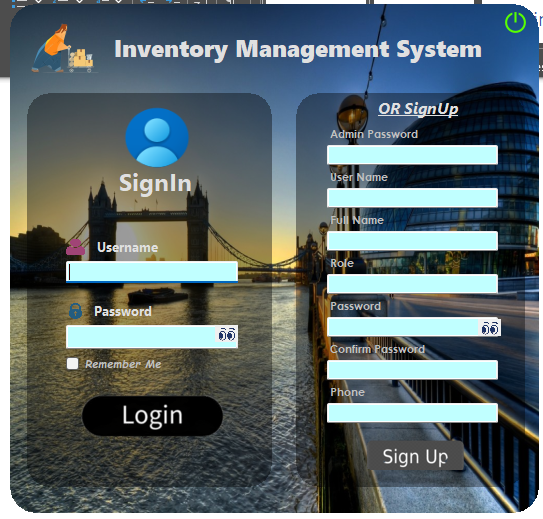 Inventory Management System
SignIn
Username
Password
Remember Me
Login
OR SignUp
Admin Password
User Name
Full Name
Role
Password
Confirm Password
Phone
Sign Up